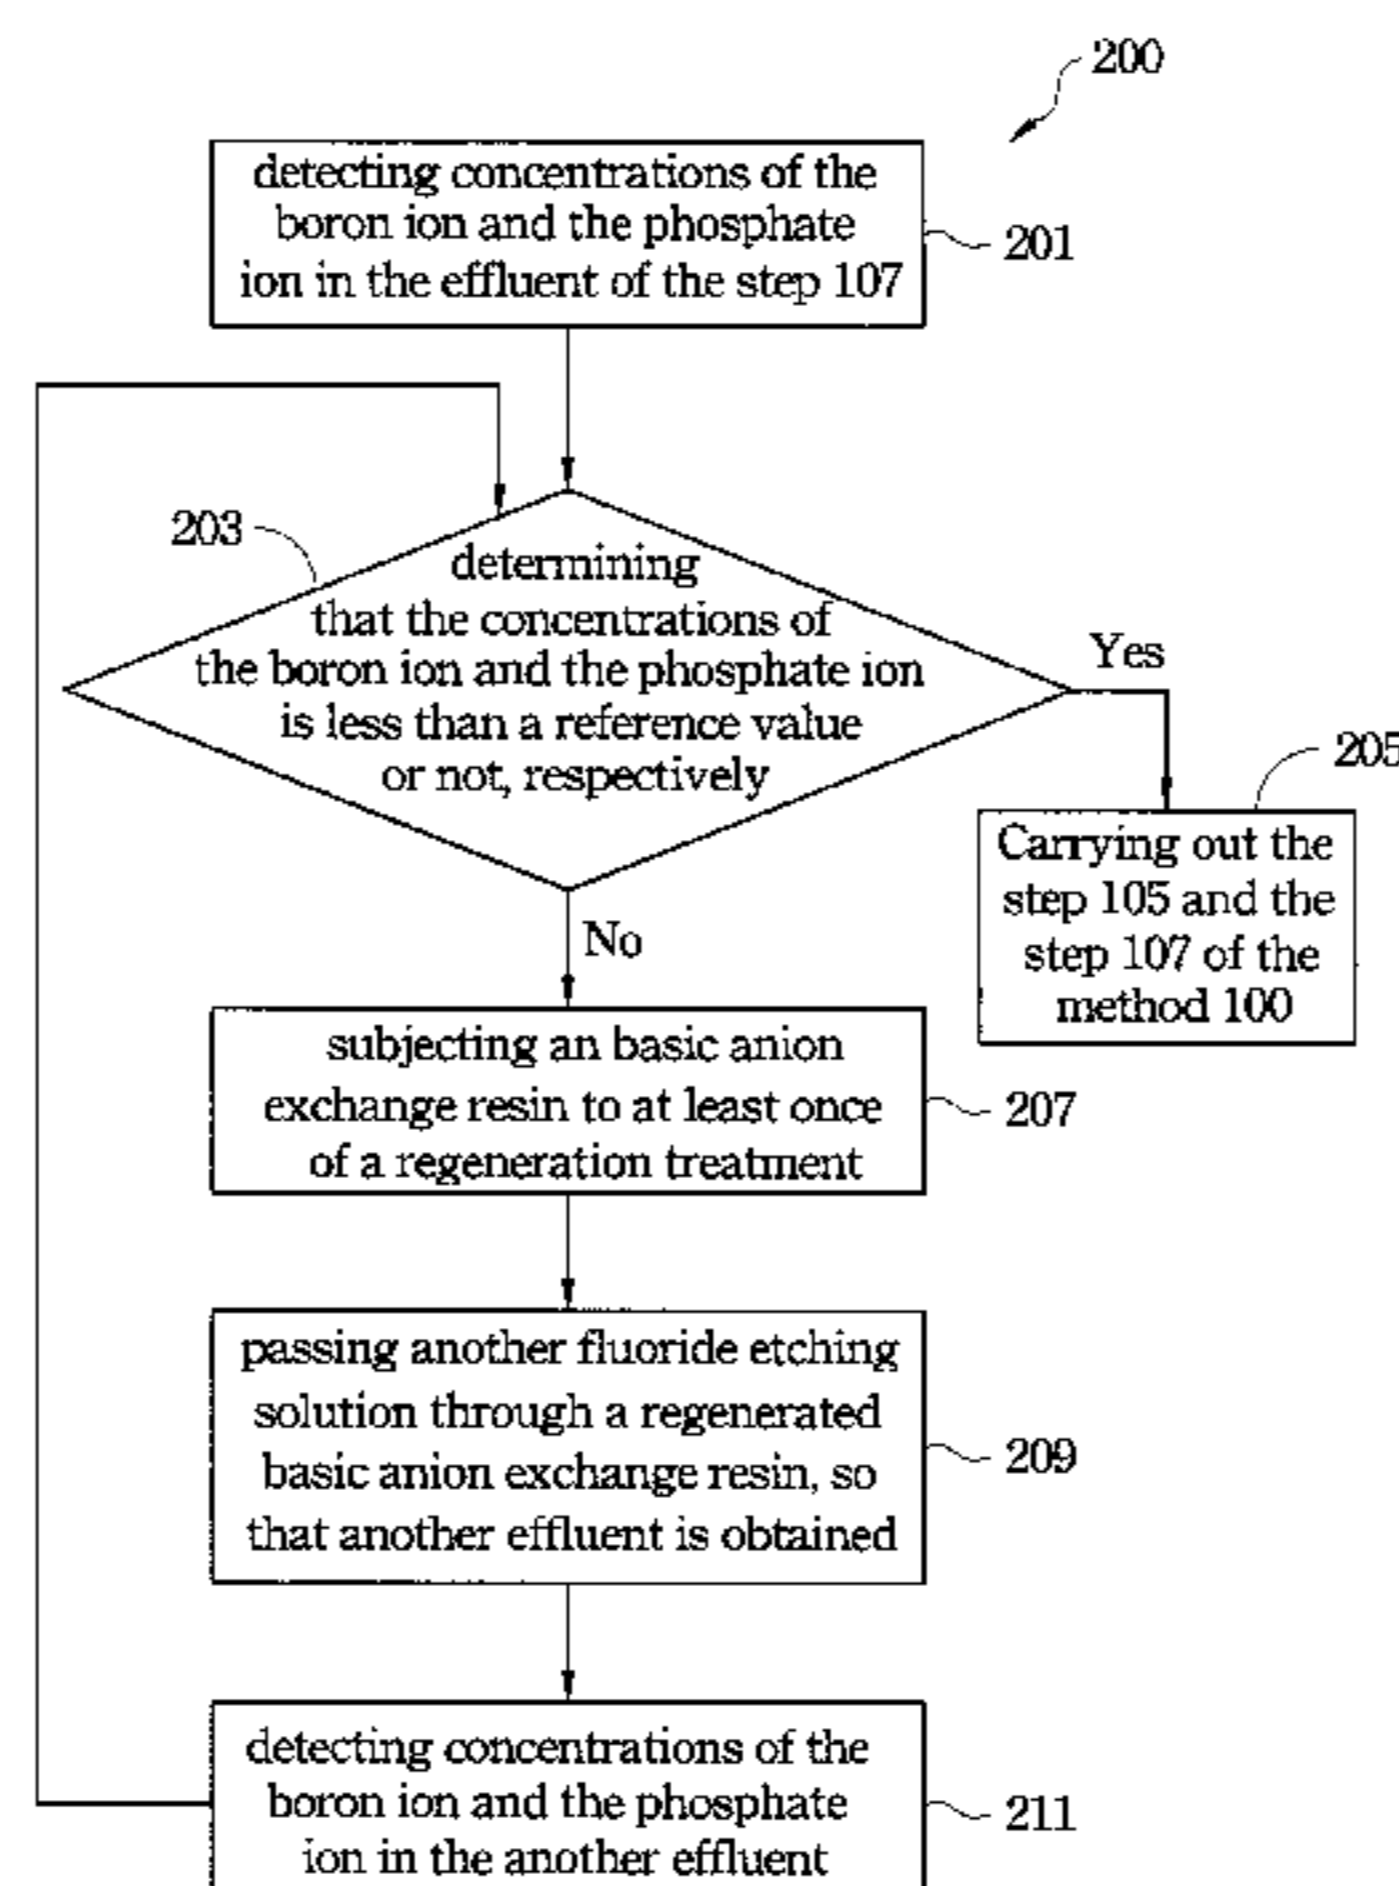 200
detecting concentrations of the
boron ion and the phosphate
ion in the effluent of the step 107
201
203
determining
that the concentrations of
the boron ion and the phosphate ion
is less than a reference value
or not, respectively
Yes
205
Carrying out the
step 105 and the
step 107 of the
method 100
No
subjecting an basic anion
exchange resin to at least once
of a regeneration treatment
207
passing another fluoride etching
solution through a regenerated
basic anion exchange resin, so
that another effluent is obtained
209
detecting concentrations of the
boron ion and the phosphate
ion in the another effluent
211